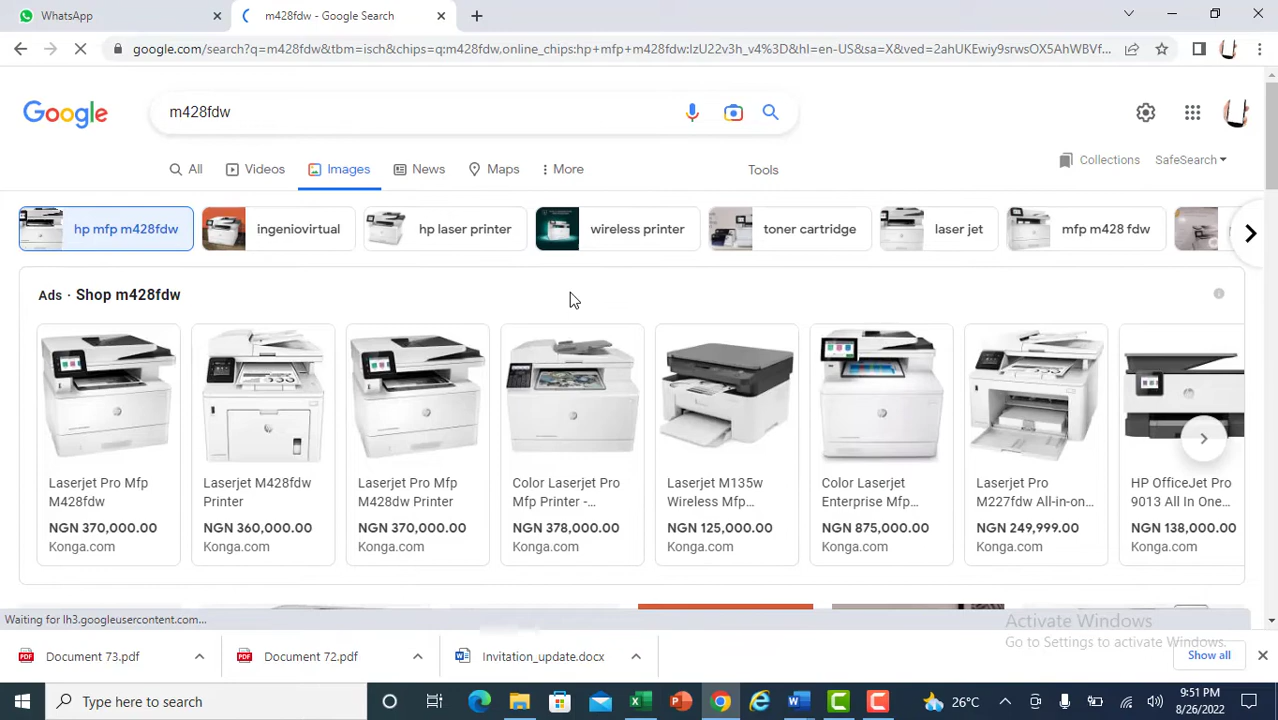 WhatsApp
m428fdw - Google Search
google.com/search?q=m428fdw&tbm=isch&chips=q:m428fdw,online_chips:hp+mfp+m428fdw:lzU22v3h_v4%3D&hl=en-US&sa=X&ved=2ahUKEwiy9srwsOX5AhWBVf...
Google
m428fdw
All
Videos
Images
News
Maps
More
Tools
Collections
SafeSearch
hp mfp m428fdw
ingeniovirtual
hp laser printer
wireless printer
toner cartridge
laser jet
mfp m428 fdw
Ads · Shop m428fdw
Laserjet Pro Mfp
M428fdw
NGN 370,000.00
Konga.com
Laserjet M428fdw
Printer
NGN 360,000.00
Konga.com
Laserjet Pro Mfp
M428dw Printer
NGN 370,000.00
Konga.com
Color Laserjet Pro
Mfp Printer -...
NGN 378,000.00
Konga.com
Laserjet M135w
Wireless Mfp...
NGN 125,000.00
Konga.com
Color Laserjet
Enterprise Mfp...
NGN 875,000.00
Konga.com
Laserjet Pro
M227fdw All-in-on...
NGN 249,999.00
Konga.com
HP OfficeJet Pro
9013 All In One...
NGN 138,000.00
Konga.com
Waiting for lh3.googleusercontent.com...
Activate Windows
Go to Settings to activate Windows.
Document 73.pdf
Document 72.pdf
Invitition_update.docx
Show all
Type here to search
26°C
9:51 PM
8/26/2022